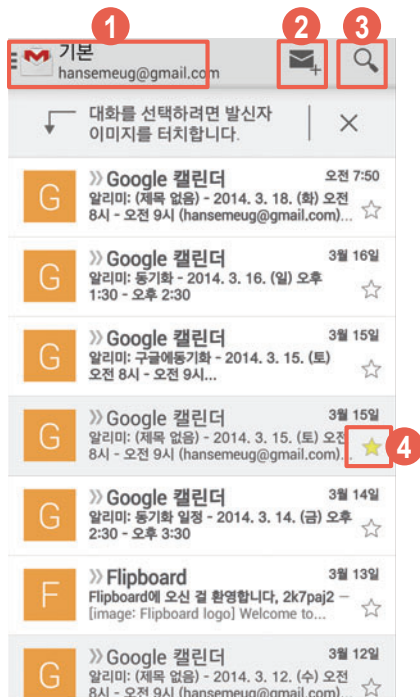 1
2
3
기본
hansemeug@gmail.com
대화를 선택하려면 발신자
이미지를 터치합니다.
G
» Google 캘린더 오전 7:50
알리미: (제목 없음) - 2014. 3. 18. (화) 오전
8시 - 오전 9시 (hansemeug@gmail.com)...
G
» Google 캘린더 3월 16일
알리미: 동기화 - 2014. 3. 16. (일) 오후
1:30 - 오후 2:30
G
» Google 캘린더 3월 15일
알리미: 구글에동기화 - 2014. 3. 15. (토)
오전 8시 - 오전 9시...
G
» Google 캘린더 3월 15일
알리미: (제목 없음) - 2014. 3. 15. (토) 오전
8시 - 오전 9시 (hansemeug@gmail.com)...
4
G
» Google 캘린더 3월 14일
알리미: 동기화 일정 - 2014. 3. 14. (금) 오후
2:30 - 오후 3:30
F
» Flipboard 3월 13일
Flipboard에 오신 걸 환영합니다, 2k7paj2 –
[image: Flipboard logo] Welcome to...
G
» Google 캘린더 3월 12일
알리미: (제목 없음) - 2014. 3. 12. (수) 오전
8시 - 오전 9시 (hansemeug@gmail.com)...